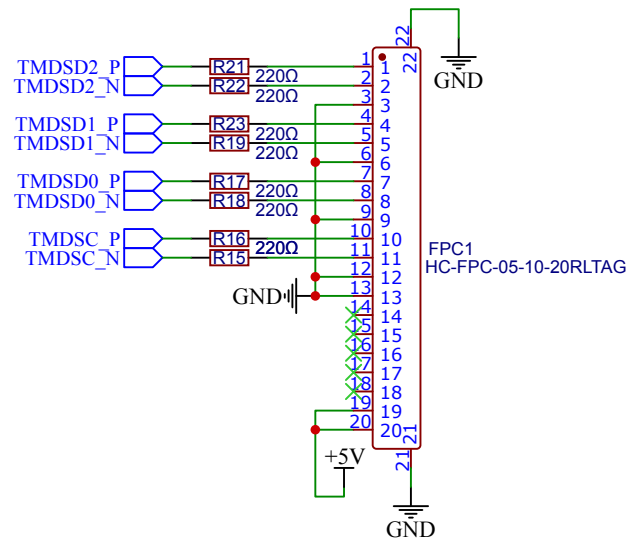 22
22
GND
TMDSD2_P R21 1 1
220Ω
TMDSD2_N R22 2 2
220Ω
3 3
TMDSD1_P R23 4 4
220Ω
TMDSD1_N R19 5 5
220Ω
6 6
TMDSD0_P R17 7 7
220Ω
TMDSD0_N R18 8 8
220Ω
9 9
TMDSC_P R16 10 10
220Ω
TMDSC_N R15 11 11
220Ω
FPC1
HC-FPC-05-10-20RLTAG
12 12
GND 13 13
14 14
15 15
16 16
17 17
18 18
19 19
20 20
21
+5V
21
GND